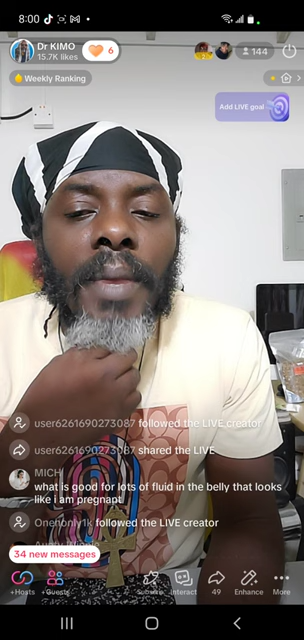 8:00
Dr KIMO
15.7K likes
6
144
Weekly Ranking
Add LIVE goal
user6261690273087 followed the LIVE creator
user6261690273087 shared the LIVE
MICH
what is good for lots of fluid in the belly that looks
like i am pregnant
Onenonly1k followed the LIVE creator
34 new messages
+Hosts
+Guests
Interact
49
Enhance
More